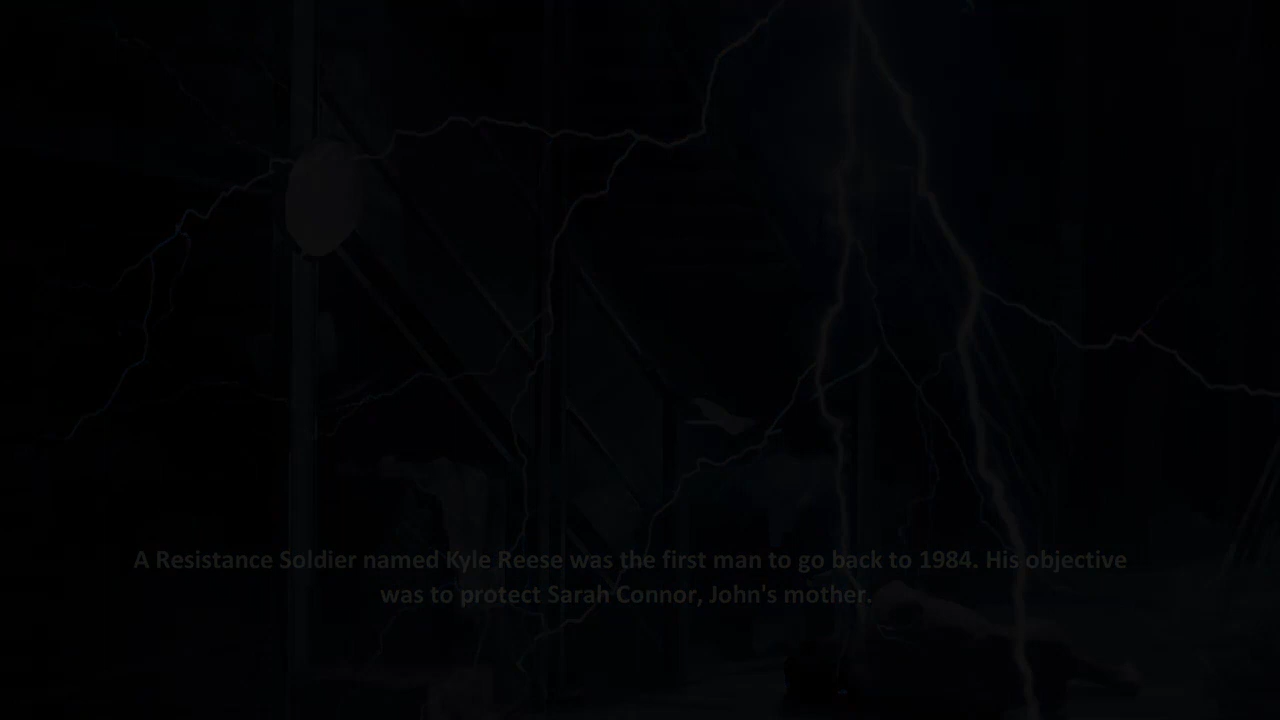 A Resistance Soldier named Kyle Reese was the first man to go back to 1984. His objective
was to protect Sarah Connor, John's mother.